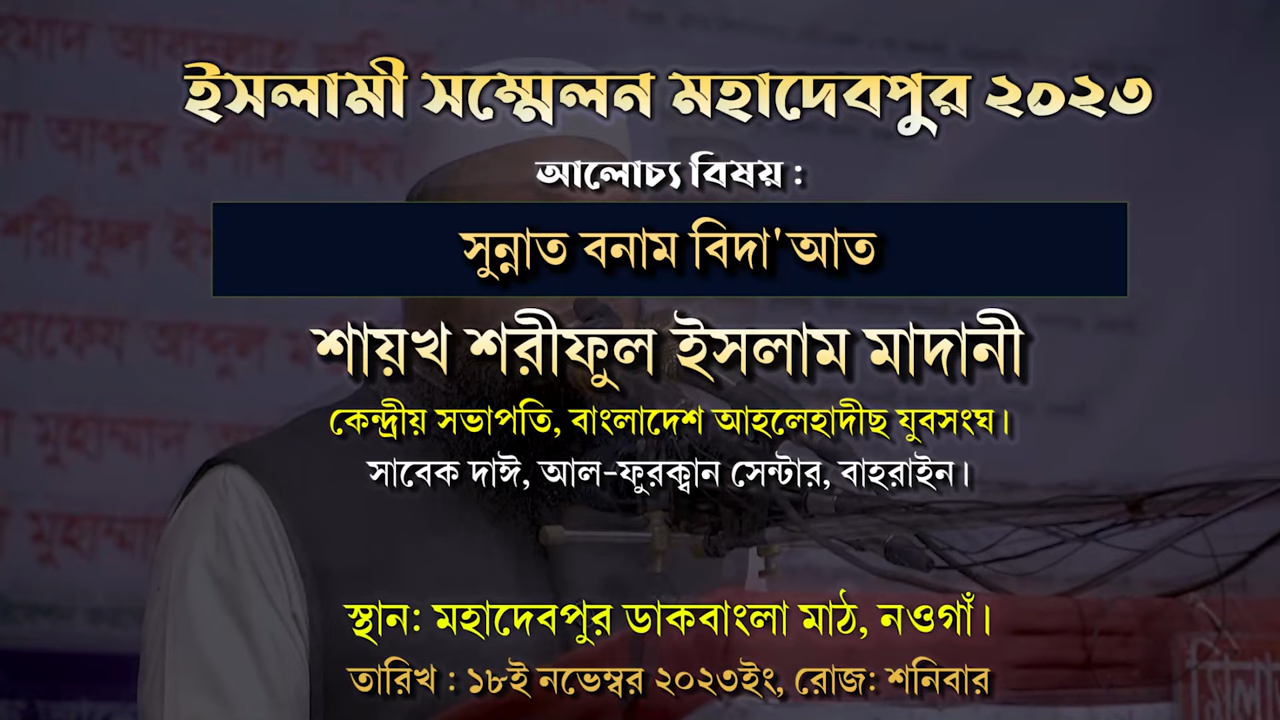 ইসলামী সম্মেলন মহাদেবপুর ২০২৩
আলোচ্য বিষয় :
সুন্নাত বনাম বিদা'আত
শায়খ শরীফুল ইসলাম মাদানী
কেন্দ্রীয় সভাপতি, বাংলাদেশ আহলেহাদীছ যুবসংঘ।
সাবেক দাঈ, আল-ফুরক্বান সেন্টার, বাহরাইন।
স্থান: মহাদেবপুর ডাকবাংলা মাঠ, নওগাঁ।
তারিখ : ১৮ই নভেম্বর ২০২৩ইং, রোজ: শনিবার